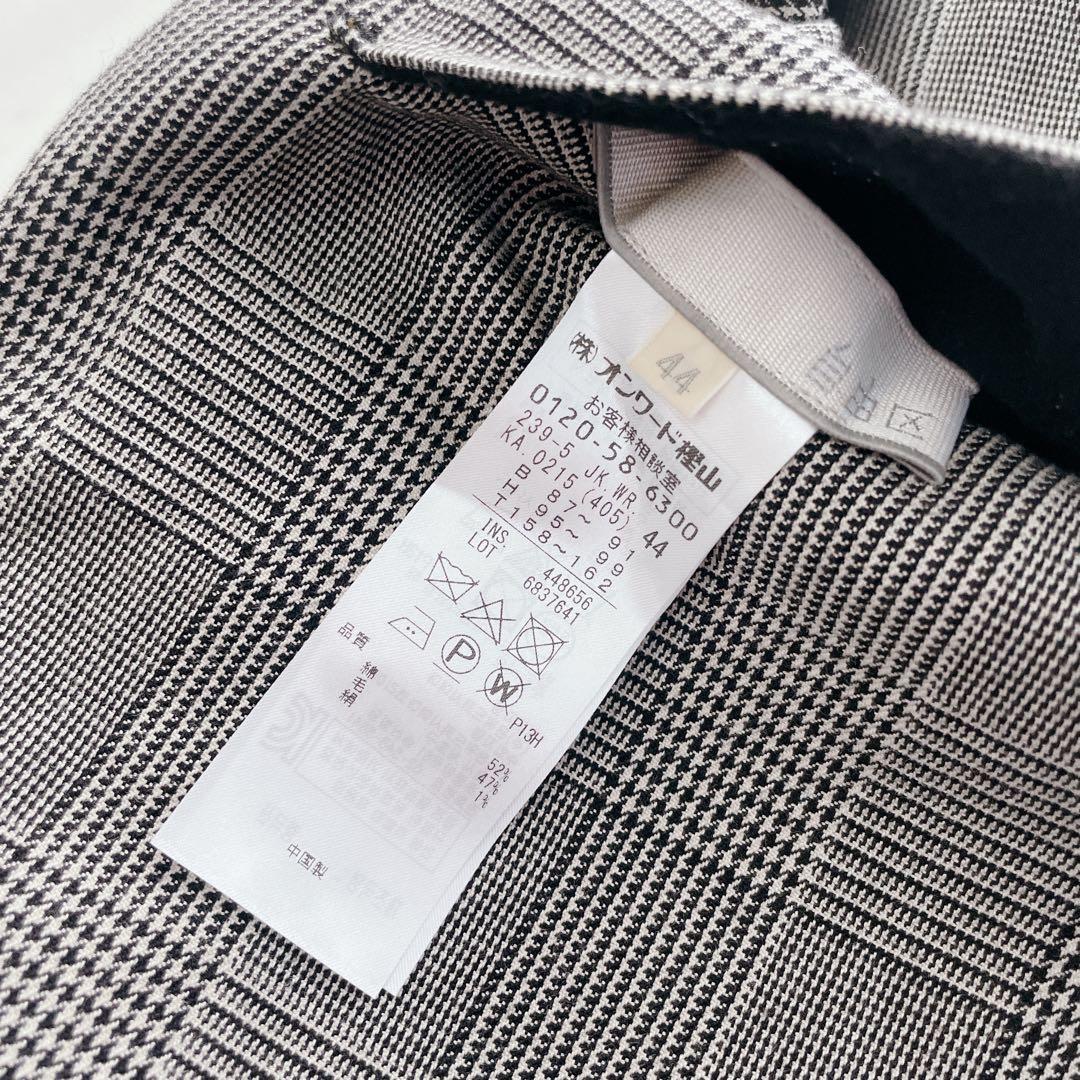 44
(株)オンワード樫山
お客様相談室
0120-58-6300
239-5 JK WR.
KA.0215(405) 44
B 87~ 91
H 95~ 99
T 158~162
INS. 448656
LOT 6837641
P
W
P13H
品質
綿 52%
毛 47%
絹 1%
中国製